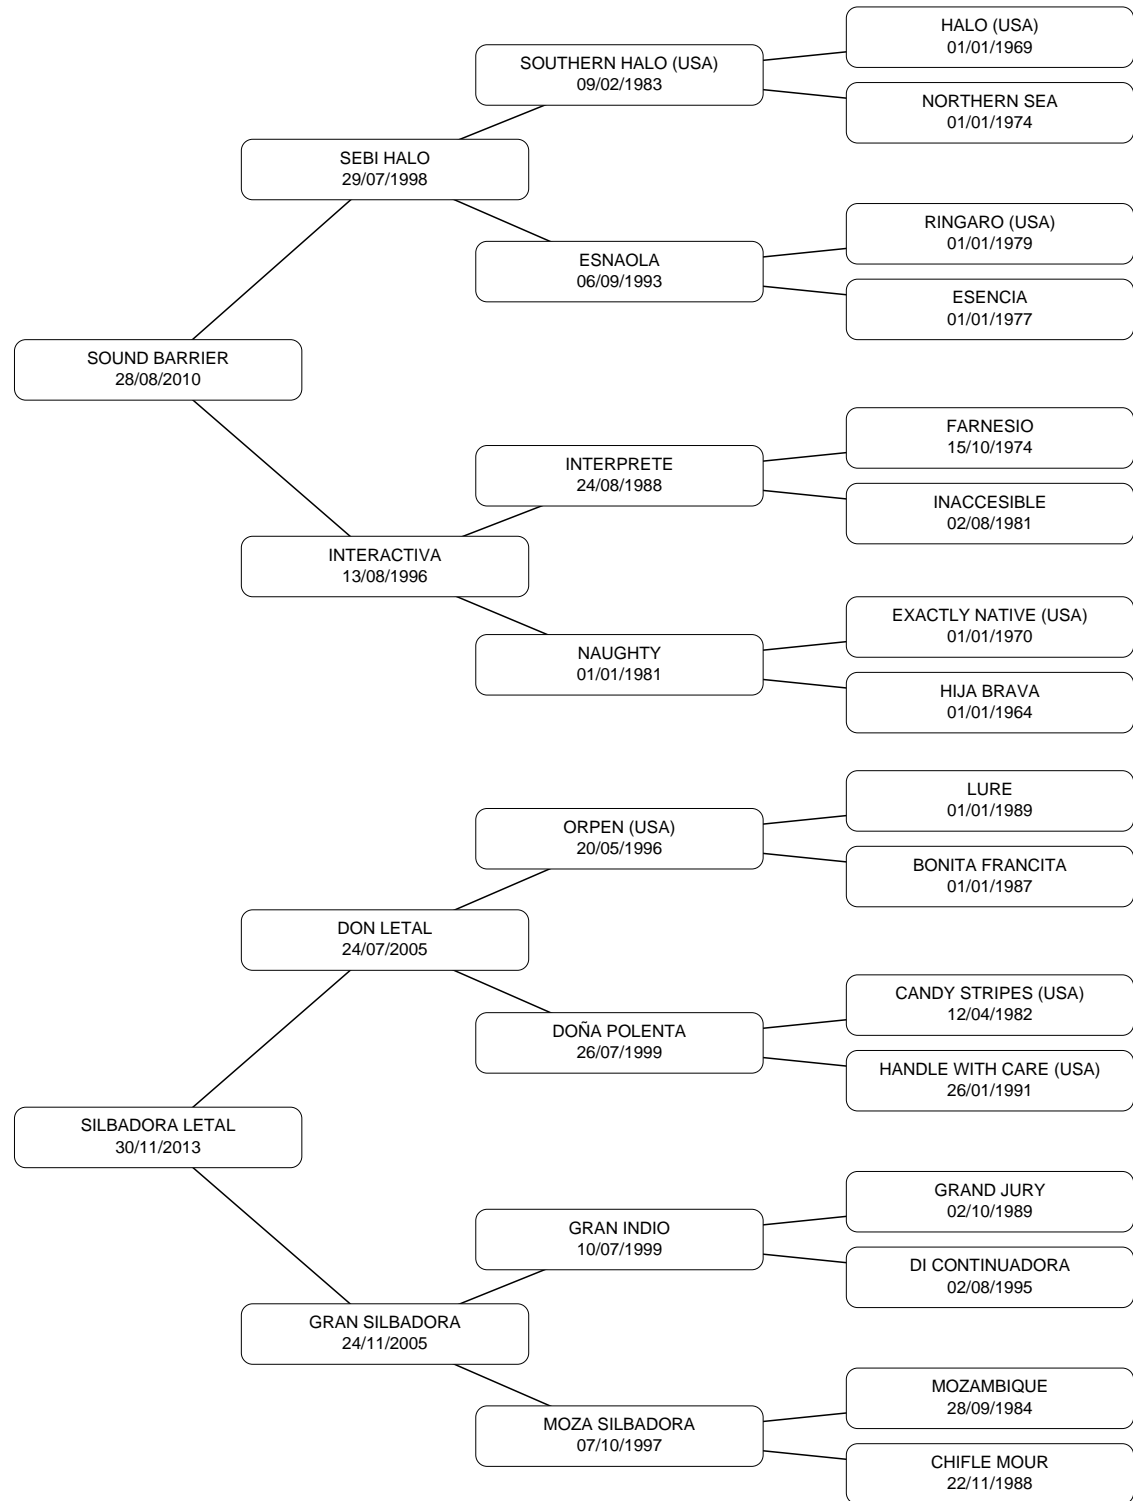 HALO (USA)
01/01/1969
SOUTHERN HALO (USA)
09/02/1983
NORTHERN SEA
01/01/1974
SEBI HALO
29/07/1998
RINGARO (USA)
01/01/1979
ESNAOLA
06/09/1993
ESENCIA
01/01/1977
SOUND BARRIER
28/08/2010
FARNESIO
15/10/1974
INTERPRETE
24/08/1988
INACCESIBLE
02/08/1981
INTERACTIVA
13/08/1996
EXACTLY NATIVE (USA)
01/01/1970
NAUGHTY
01/01/1981
HIJA BRAVA
01/01/1964
LURE
01/01/1989
ORPEN (USA)
20/05/1996
BONITA FRANCITA
01/01/1987
DON LETAL
24/07/2005
CANDY STRIPES (USA)
12/04/1982
DOÑA POLENTA
26/07/1999
HANDLE WITH CARE (USA)
26/01/1991
SILBADORA LETAL
30/11/2013
GRAND JURY
02/10/1989
GRAN INDIO
10/07/1999
DI CONTINUADORA
02/08/1995
GRAN SILBADORA
24/11/2005
MOZAMBIQUE
28/09/1984
MOZA SILBADORA
07/10/1997
CHIFLE MOUR
22/11/1988